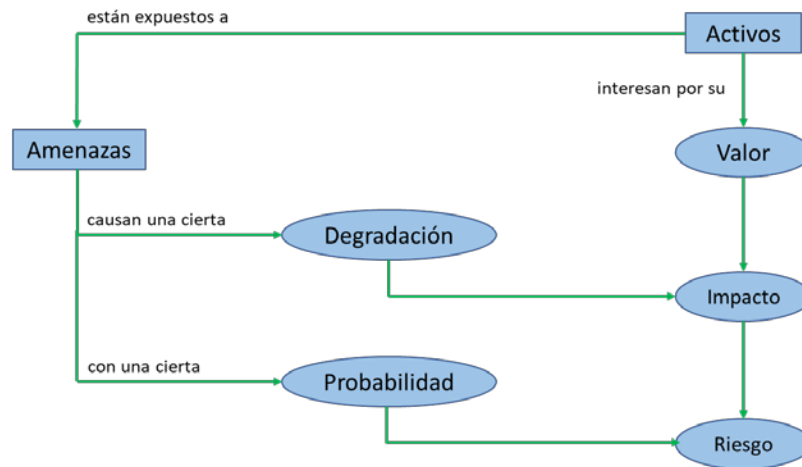 están expuestos a
Activos
interesan por su
Amenazas
Valor
causan una cierta
Degradación
Impacto
con una cierta
Probabilidad
Riesgo